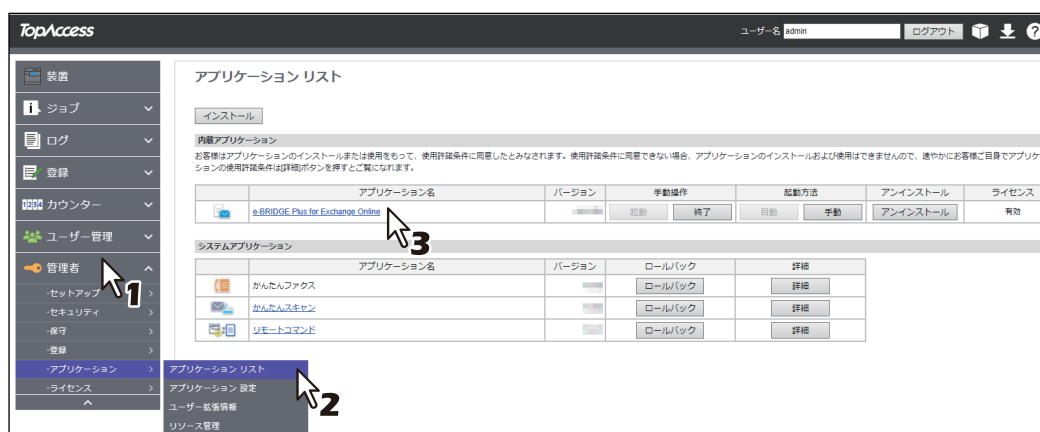 TopAccess
ユーザー名 admin ログアウト ?
装置
ジョブ
ログ
登録
1234 カウンター
ユーザー管理
管理者
1
-セットアップ
-セキュリティ
-保守
-登録
-アプリケーション
-ライセンス
アプリケーション リスト
アプリケーション 設定
ユーザー拡張情報
リソース管理
2
アプリケーション リスト
インストール
内蔵アプリケーション
お客様はアプリケーションのインストールまたは使用をもって、使用許諾条件に同意したとみなされます。使用許諾条件に同意できない場合、アプリケーションのインストールおよび使用はできませんので、速やかにお客様ご自身でアプリケ
ションの使用許諾条件は[詳細]ボタンを押すとご覧になれます。
アプリケーション名 バージョン 手動操作 起動方法 アンインストール ライセンス
e-BRIDGE Plus for Exchange Online 起動 終了 自動 手動 アンインストール 有効
3
システムアプリケーション
アプリケーション名 バージョン ロールバック 詳細
かんたんファクス ロールバック 詳細
かんたんスキャン ロールバック 詳細
リモートコマンド ロールバック 詳細